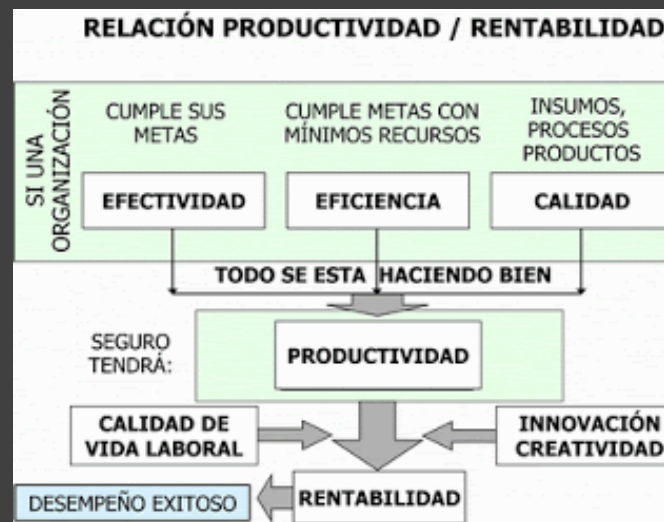 RELACIÓN PRODUCTIVIDAD / RENTABILIDAD
SI UNA
ORGANIZACIÓN
CUMPLE SUS
METAS
EFECTIVIDAD
CUMPLE METAS CON
MÍNIMOS RECURSOS
EFICIENCIA
INSUMOS,
PROCESOS
PRODUCTOS
CALIDAD
TODO SE ESTA HACIENDO BIEN
SEGURO
TENDRÁ:
PRODUCTIVIDAD
CALIDAD DE
VIDA LABORAL
INNOVACIÓN
CREATIVIDAD
RENTABILIDAD
DESEMPEÑO EXITOSO